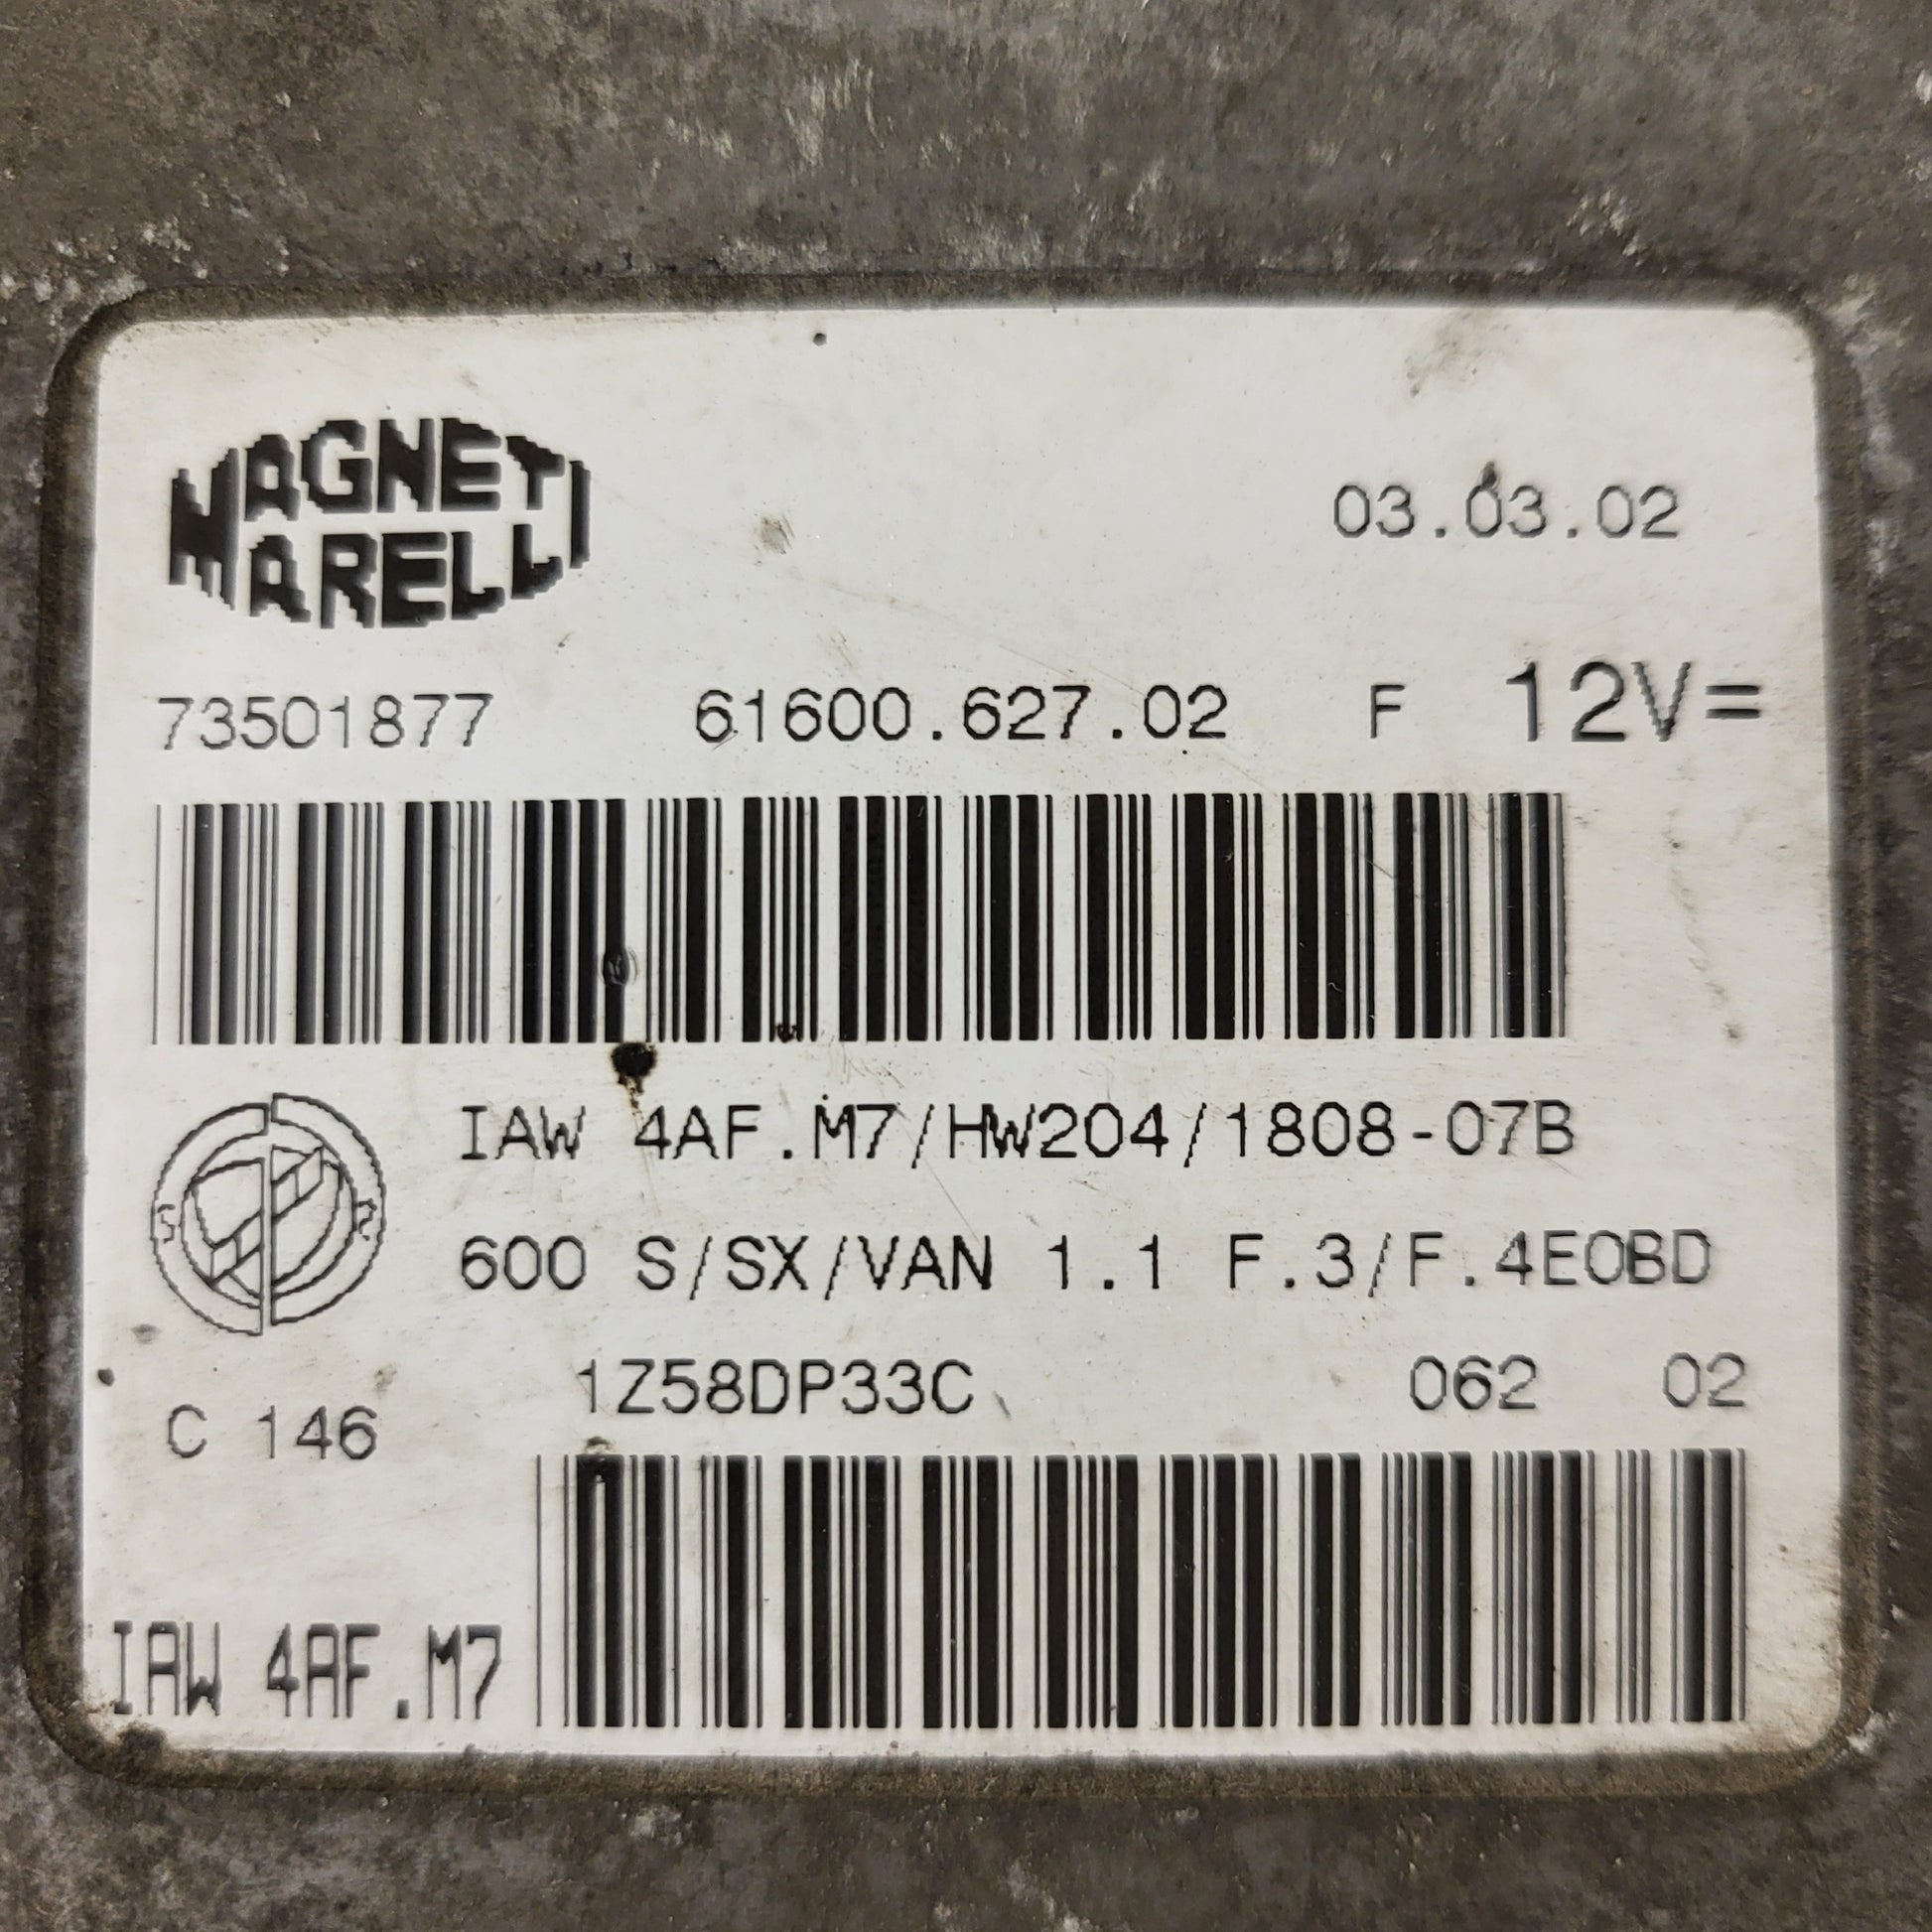 MAGNETI
MARELLI
03.03.02
73501877 61600.627.02 F 12V=
IAW 4AF.M7/HW204/1808-07B
S R
600 S/SX/VAN 1.1 F.3/F.4EOBD
1Z58DP33C 062 02
C 146
IAW 4AF.M7